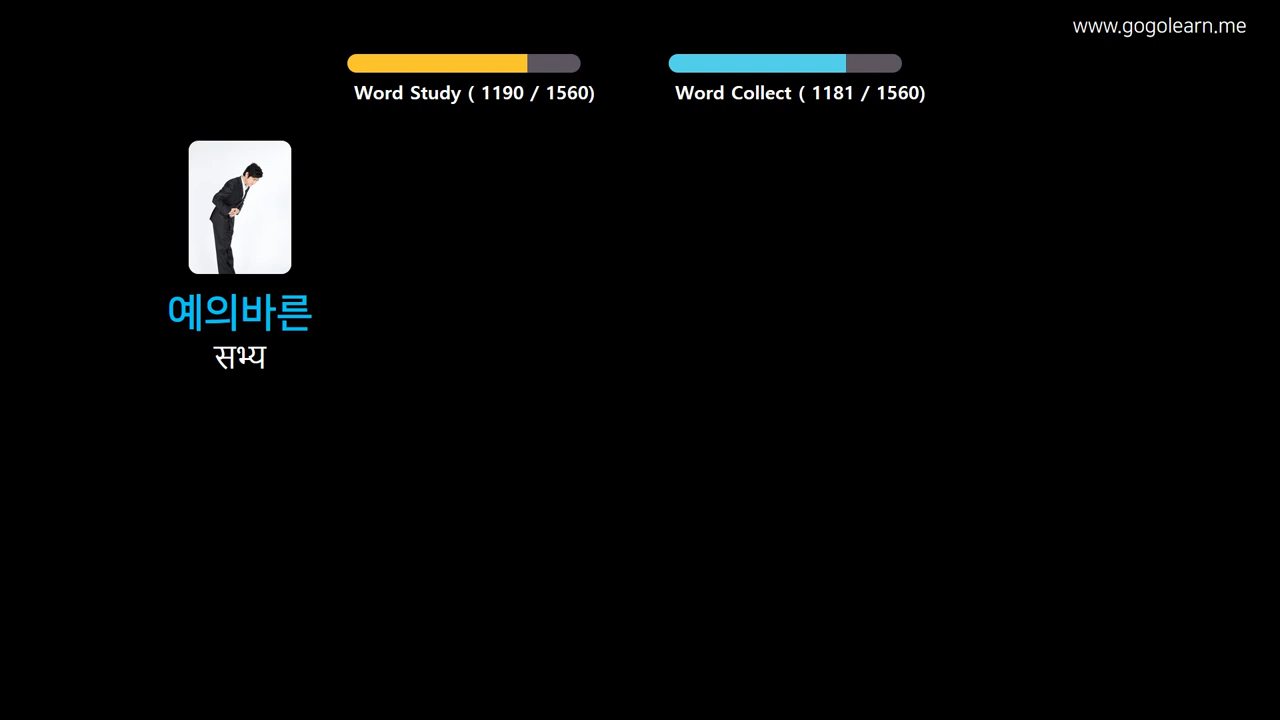 www.gogolearn.me
Word Study ( 1190 / 1560)
Word Collect ( 1181 / 1560)
예의바른
सभ्य